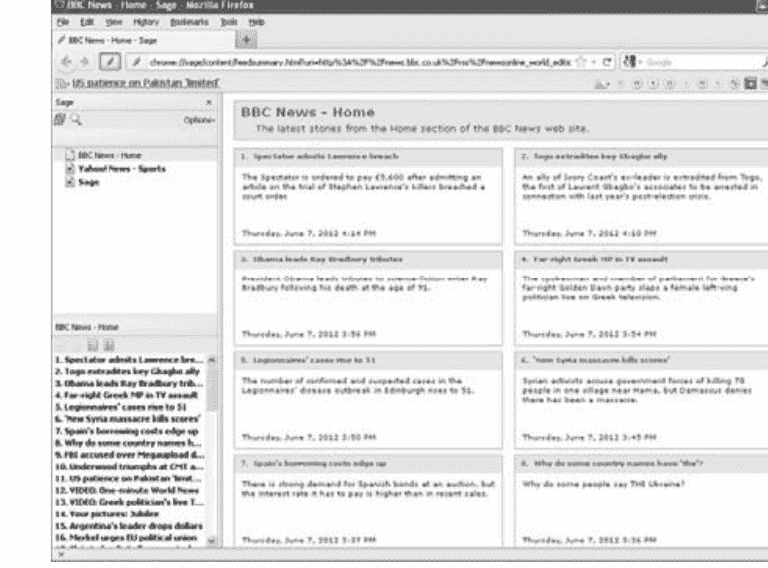 BBC News - Home - Sage - Mozilla Firefox
File Edit View History Bookmarks Tools Help
BBC News - Home - Sage
US patience on Pakistan 'limited'
Sage
Options
BBC News - Home
Yahoo! News - Sports
Sage
BBC News - Home
1. Spectator admits Lawrence bre...
2. Togo extradites key Gbagbo ally
3. Obama leads Ray Bradbury trib...
4. Far-right Greek MP in TV assault
5. Legionnaires' cases rise to 51
6. 'New Syria massacre kills scores'
7. Spain's borrowing costs edge up
8. Why do some country names h...
9. FBI accused over Megaupload d...
10. Underwood triumphs at CMT a...
11. US patience on Pakistan 'limit...
12. VIDEO: One-minute World News
13. VIDEO: Greek politician's live T...
14. Your pictures: Jubilee
15. Argentina's leader drops dollars
16. Merkel urges EU political union
BBC News - Home
The latest stories from the Home section of the BBC News web site.
1. Spectator admits Lawrence breach
The Spectator is ordered to pay £5,600 after admitting an
article on the trial of Stephen Lawrence's killers breached a
court order.
Thursday, June 7, 2012 4:14 PM
2. Togo extradites key Gbagbo ally
An ally of Ivory Coast's ex-leader is extradited from Togo,
the first of Laurent Gbagbo's associates to be arrested in
connection with last year's post-election crisis.
Thursday, June 7, 2012 4:10 PM
3. Obama leads Ray Bradbury tributes
President Obama leads tributes to science-fiction writer Ray
Bradbury following his death at the age of 91.
Thursday, June 7, 2012 3:56 PM
4. Far-right Greek MP in TV assault
The spokesman and member of parliament for Greece's
far-right Golden Dawn party slaps a female left-wing
politician live on Greek television.
Thursday, June 7, 2012 3:54 PM
5. Legionnaires' cases rise to 51
The number of confirmed and suspected cases in the
Legionnaires' disease outbreak in Edinburgh rises to 51.
Thursday, June 7, 2012 3:50 PM
6. 'New Syria massacre kills scores'
Syrian activists accuse government forces of killing 78
people in one village near Hama, but Damascus denies
there has been a massacre.
Thursday, June 7, 2012 3:45 PM
7. Spain's borrowing costs edge up
There is strong demand for Spanish bonds at an auction, but
the interest rate it has to pay is higher than in recent sales.
Thursday, June 7, 2012 3:37 PM
8. Why do some country names have 'the'?
Why do some people say THE Ukraine?
Thursday, June 7, 2012 3:36 PM